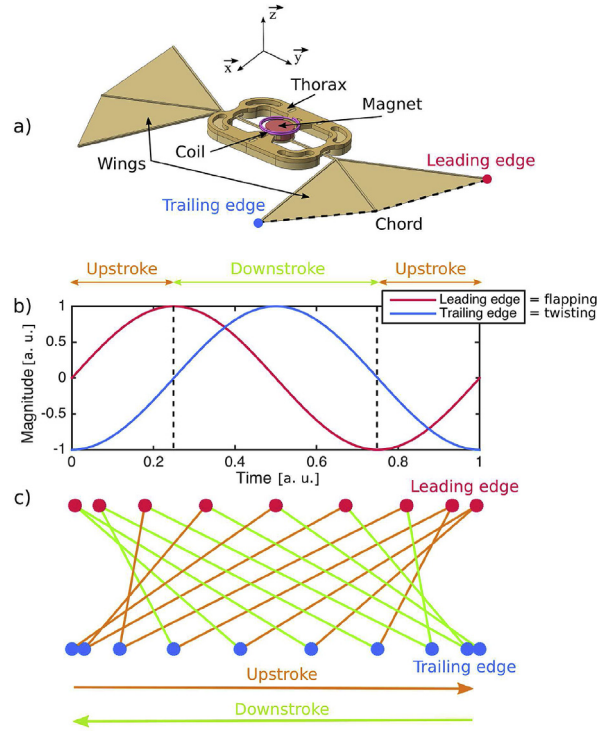 a)
z
x
y
Thorax
Magnet
Coil
Wings
Leading edge
Trailing edge
Chord
Upstroke Downstroke Upstroke
b)
Leading edge = flapping
Trailing edge = twisting
Magnitude [a. u.]
1
0.5
0
-0.5
-1
0 0.2 0.4 0.6 0.8 1
Time [a. u.]
c)
Leading edge
Trailing edge
Upstroke
Downstroke